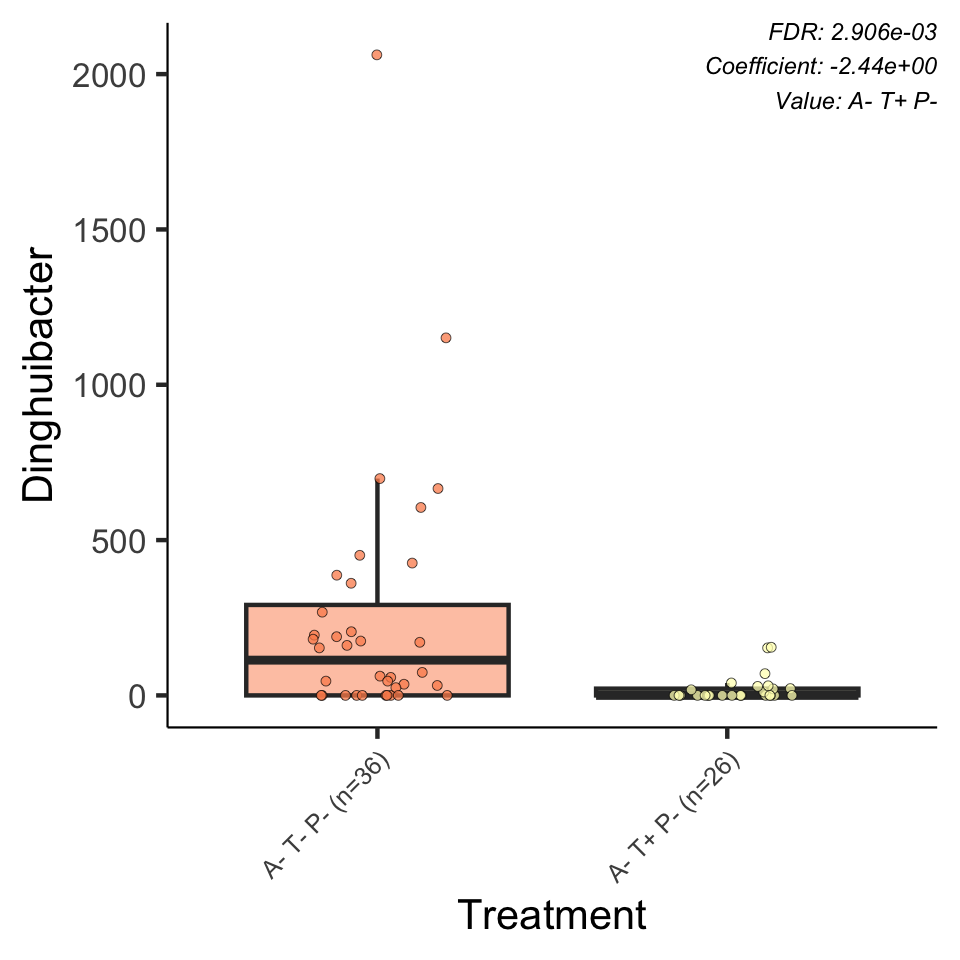 FDR: 2.906e-03
Coefficient: -2.44e+00
Value: A- T+ P-
Dinghuibacter
2000
1500
1000
500
0
A- T- P- (n=36)
A- T+ P- (n=26)
Treatment